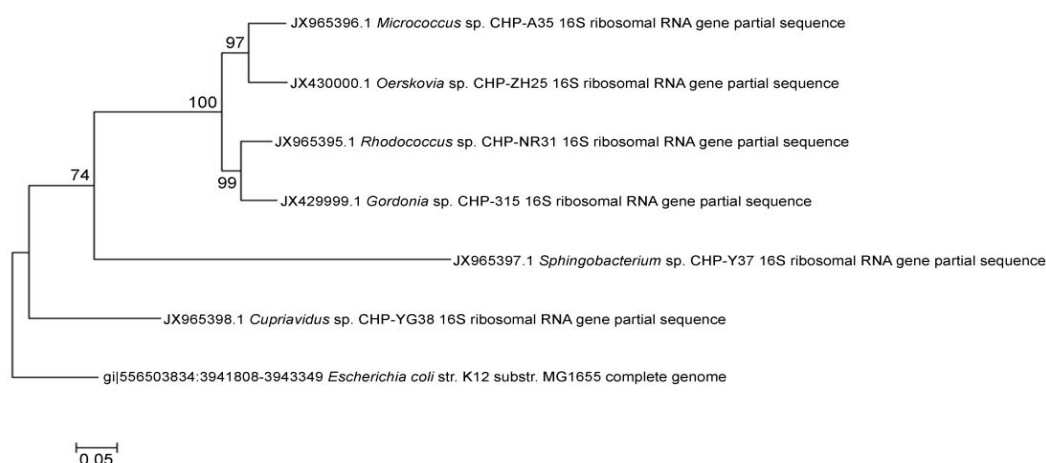 JX965396.1 Micrococcus sp. CHP-A35 16S ribosomal RNA gene partial sequence
97
JX430000.1 Oerskovia sp. CHP-ZH25 16S ribosomal RNA gene partial sequence
100
JX965395.1 Rhodococcus sp. CHP-NR31 16S ribosomal RNA gene partial sequence
74
99
JX429999.1 Gordonia sp. CHP-315 16S ribosomal RNA gene partial sequence
JX965397.1 Sphingobacterium sp. CHP-Y37 16S ribosomal RNA gene partial sequence
JX965398.1 Cupriavidus sp. CHP-YG38 16S ribosomal RNA gene partial sequence
gi|556503834:3941808-3943349 Escherichia coli str. K12 substr. MG1655 complete genome
0.05